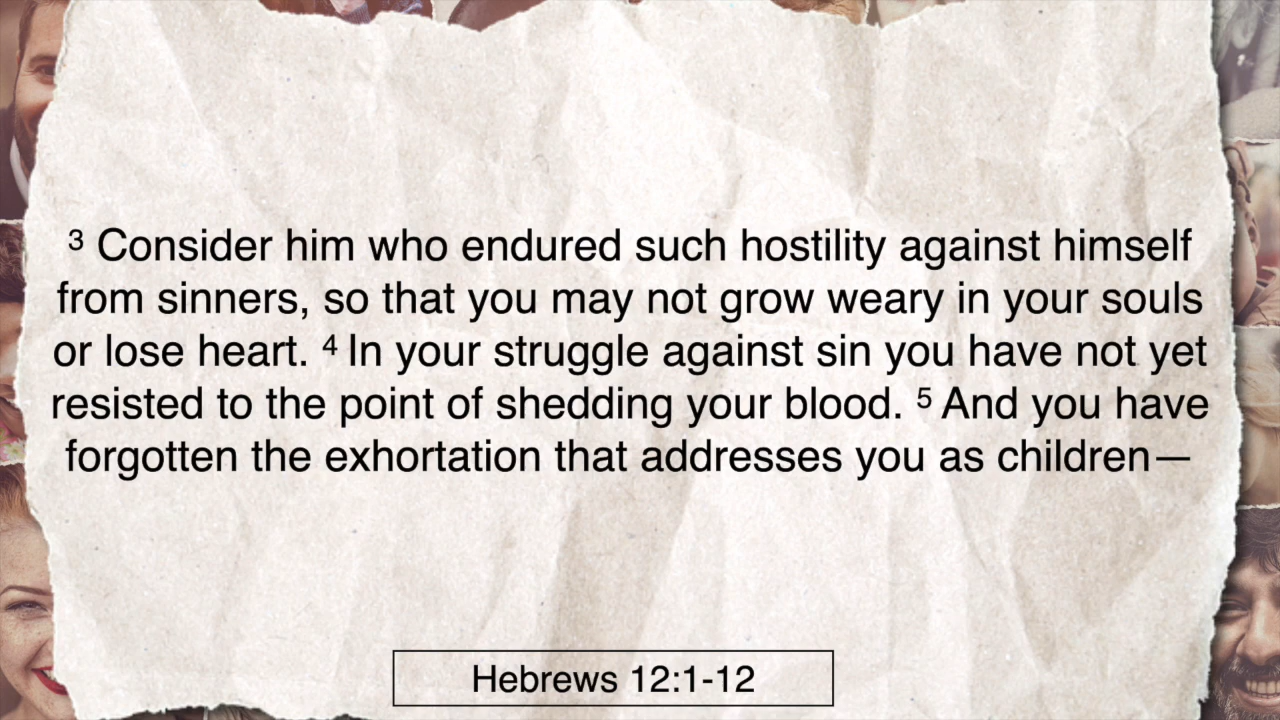 ³ Consider him who endured such hostility against himself
from sinners, so that you may not grow weary in your souls
or lose heart. ⁴ In your struggle against sin you have not yet
resisted to the point of shedding your blood. ⁵ And you have
forgotten the exhortation that addresses you as children—
Hebrews 12:1-12